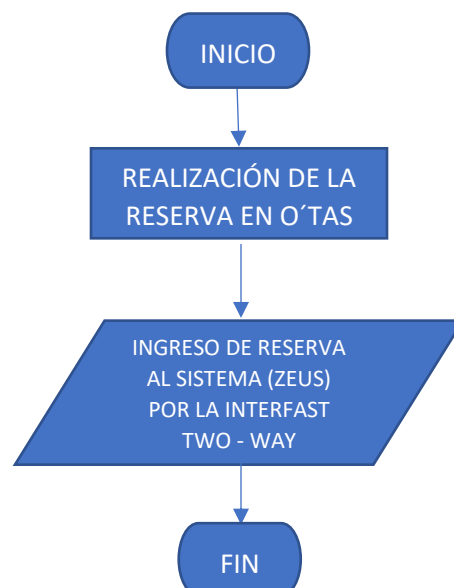 INICIO
REALIZACIÓN DE LA
RESERVA EN O´TAS
INGRESO DE RESERVA
AL SISTEMA (ZEUS)
POR LA INTERFAST
TWO - WAY
FIN